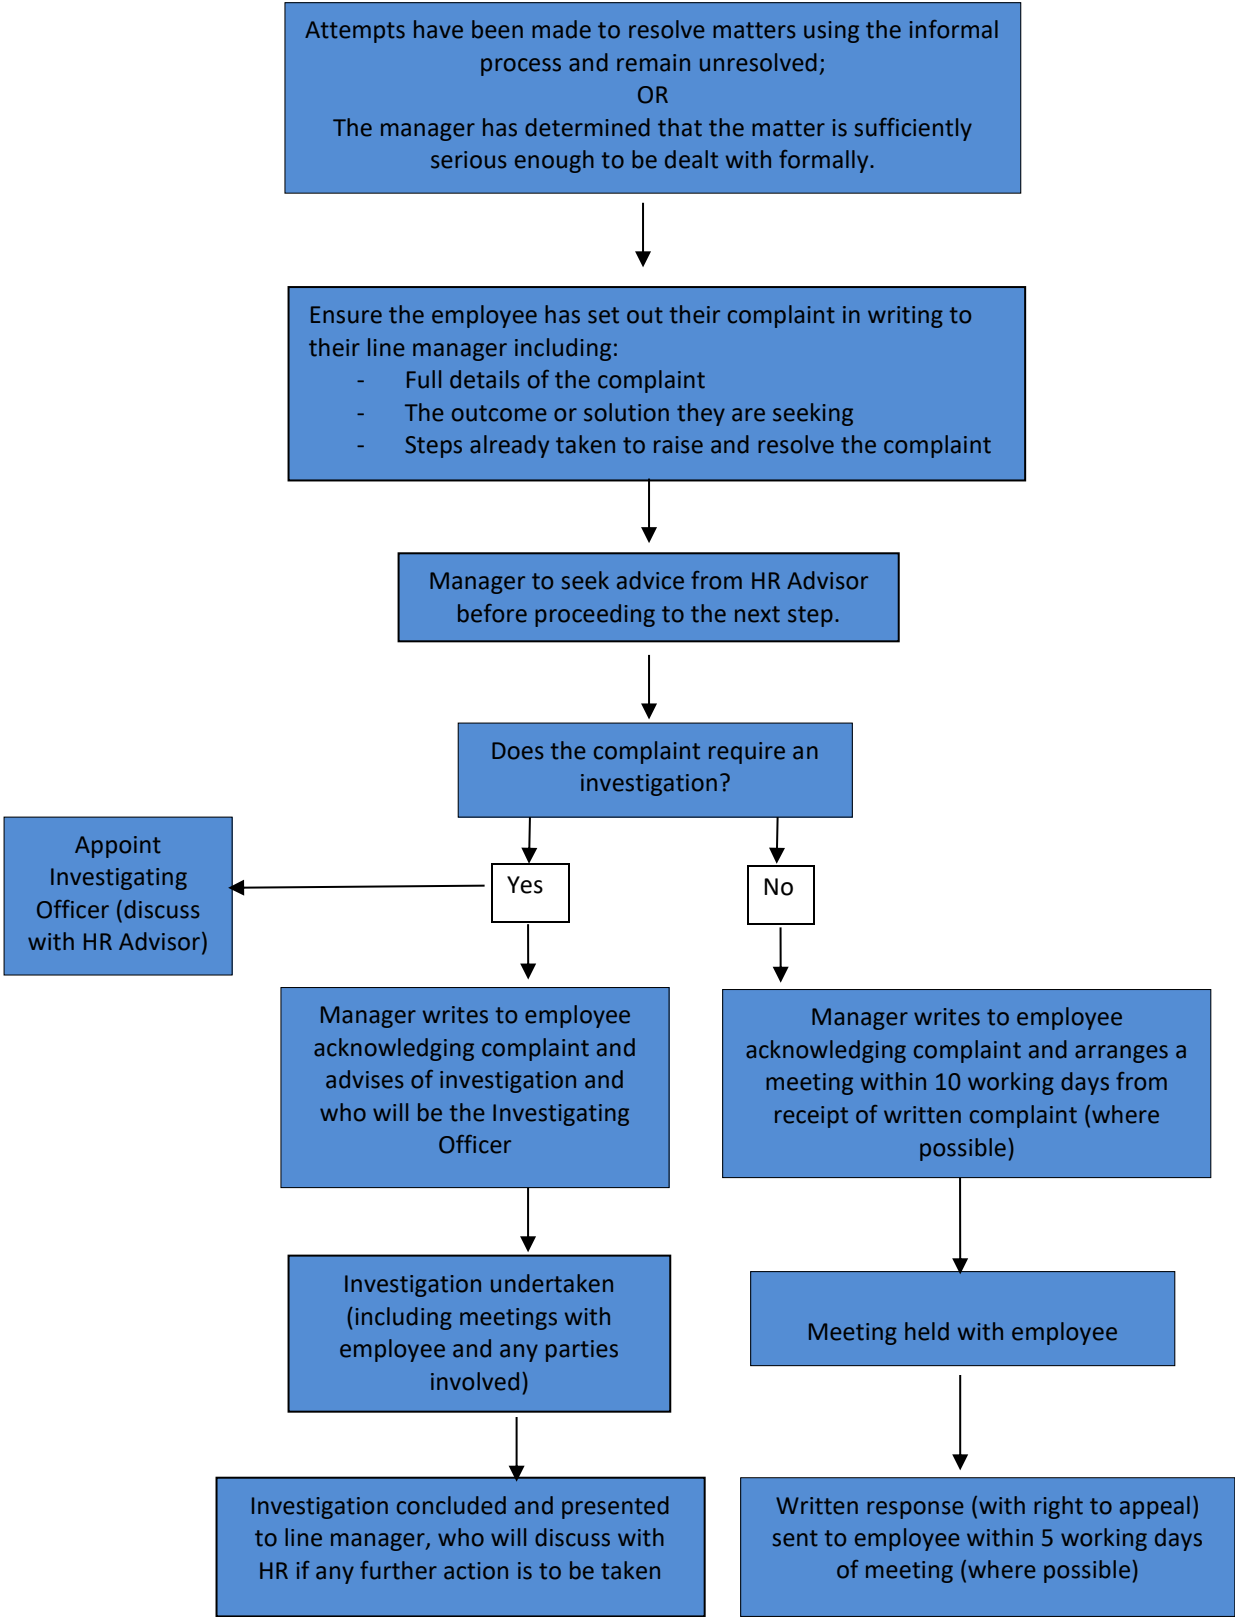 Attempts have been made to resolve matters using the informal
process and remain unresolved;
OR
The manager has determined that the matter is sufficiently
serious enough to be dealt with formally.
Ensure the employee has set out their complaint in writing to
their line manager including:
- Full details of the complaint
- The outcome or solution they are seeking
- Steps already taken to raise and resolve the complaint
Manager to seek advice from HR Advisor
before proceeding to the next step.
Does the complaint require an
investigation?
Appoint
Investigating
Officer (discuss
with HR Advisor)
Yes
No
Manager writes to employee
acknowledging complaint and
advises of investigation and
who will be the Investigating
Officer
Manager writes to employee
acknowledging complaint and arranges a
meeting within 10 working days from
receipt of written complaint (where
possible)
Investigation undertaken
(including meetings with
employee and any parties
involved)
Meeting held with employee
Investigation concluded and presented
to line manager, who will discuss with
HR if any further action is to be taken
Written response (with right to appeal)
sent to employee within 5 working days
of meeting (where possible)